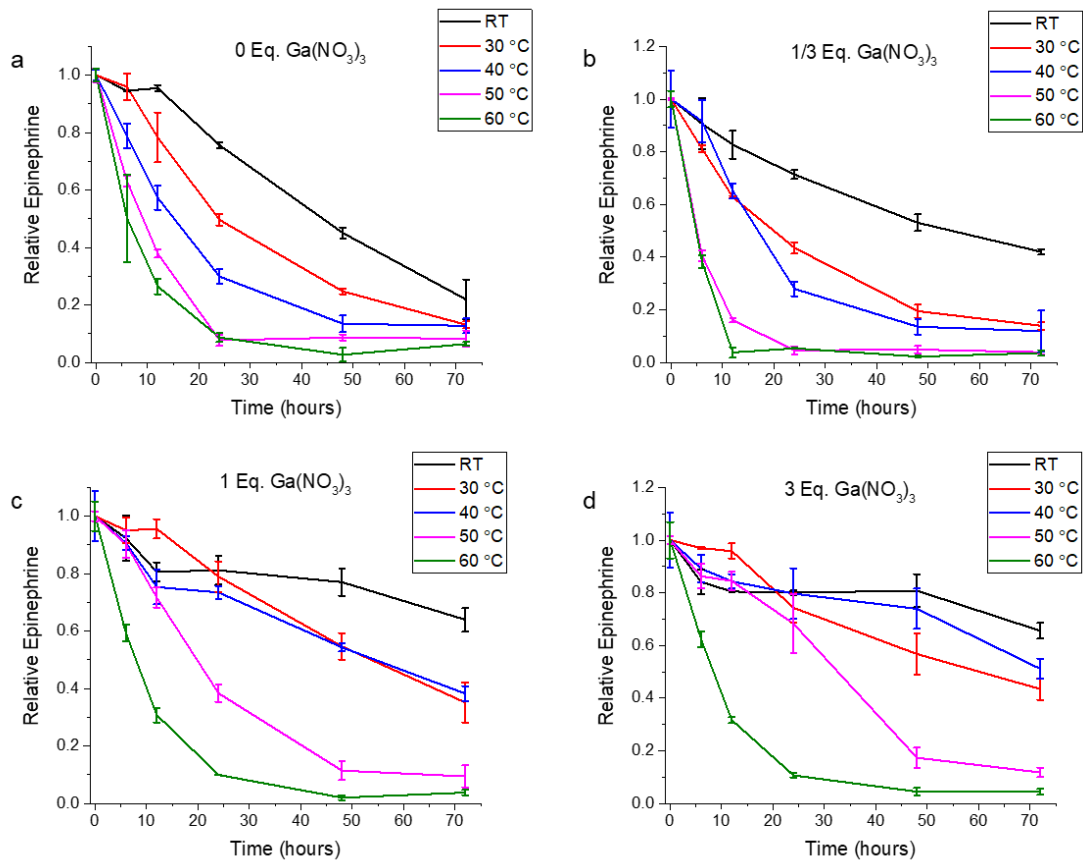 a
0 Eq. Ga(NO3)3
RT
30 °C
40 °C
50 °C
60 °C
Relative Epinephrine
1.0
0.8
0.6
0.4
0.2
0.0
0 10 20 30 40 50 60 70
Time (hours)
b
1/3 Eq. Ga(NO3)3
RT
30 °C
40 °C
50 °C
60 °C
Relative Epinephrine
1.2
1.0
0.8
0.6
0.4
0.2
0.0
0 10 20 30 40 50 60 70
Time (hours)
c
1 Eq. Ga(NO3)3
RT
30 °C
40 °C
50 °C
60 °C
Relative Epinephrine
1.0
0.8
0.6
0.4
0.2
0.0
0 10 20 30 40 50 60 70
Time (hours)
d
3 Eq. Ga(NO3)3
RT
30 °C
40 °C
50 °C
60 °C
Relative Epinephrine
1.2
1.0
0.8
0.6
0.4
0.2
0.0
0 10 20 30 40 50 60 70
Time (hours)